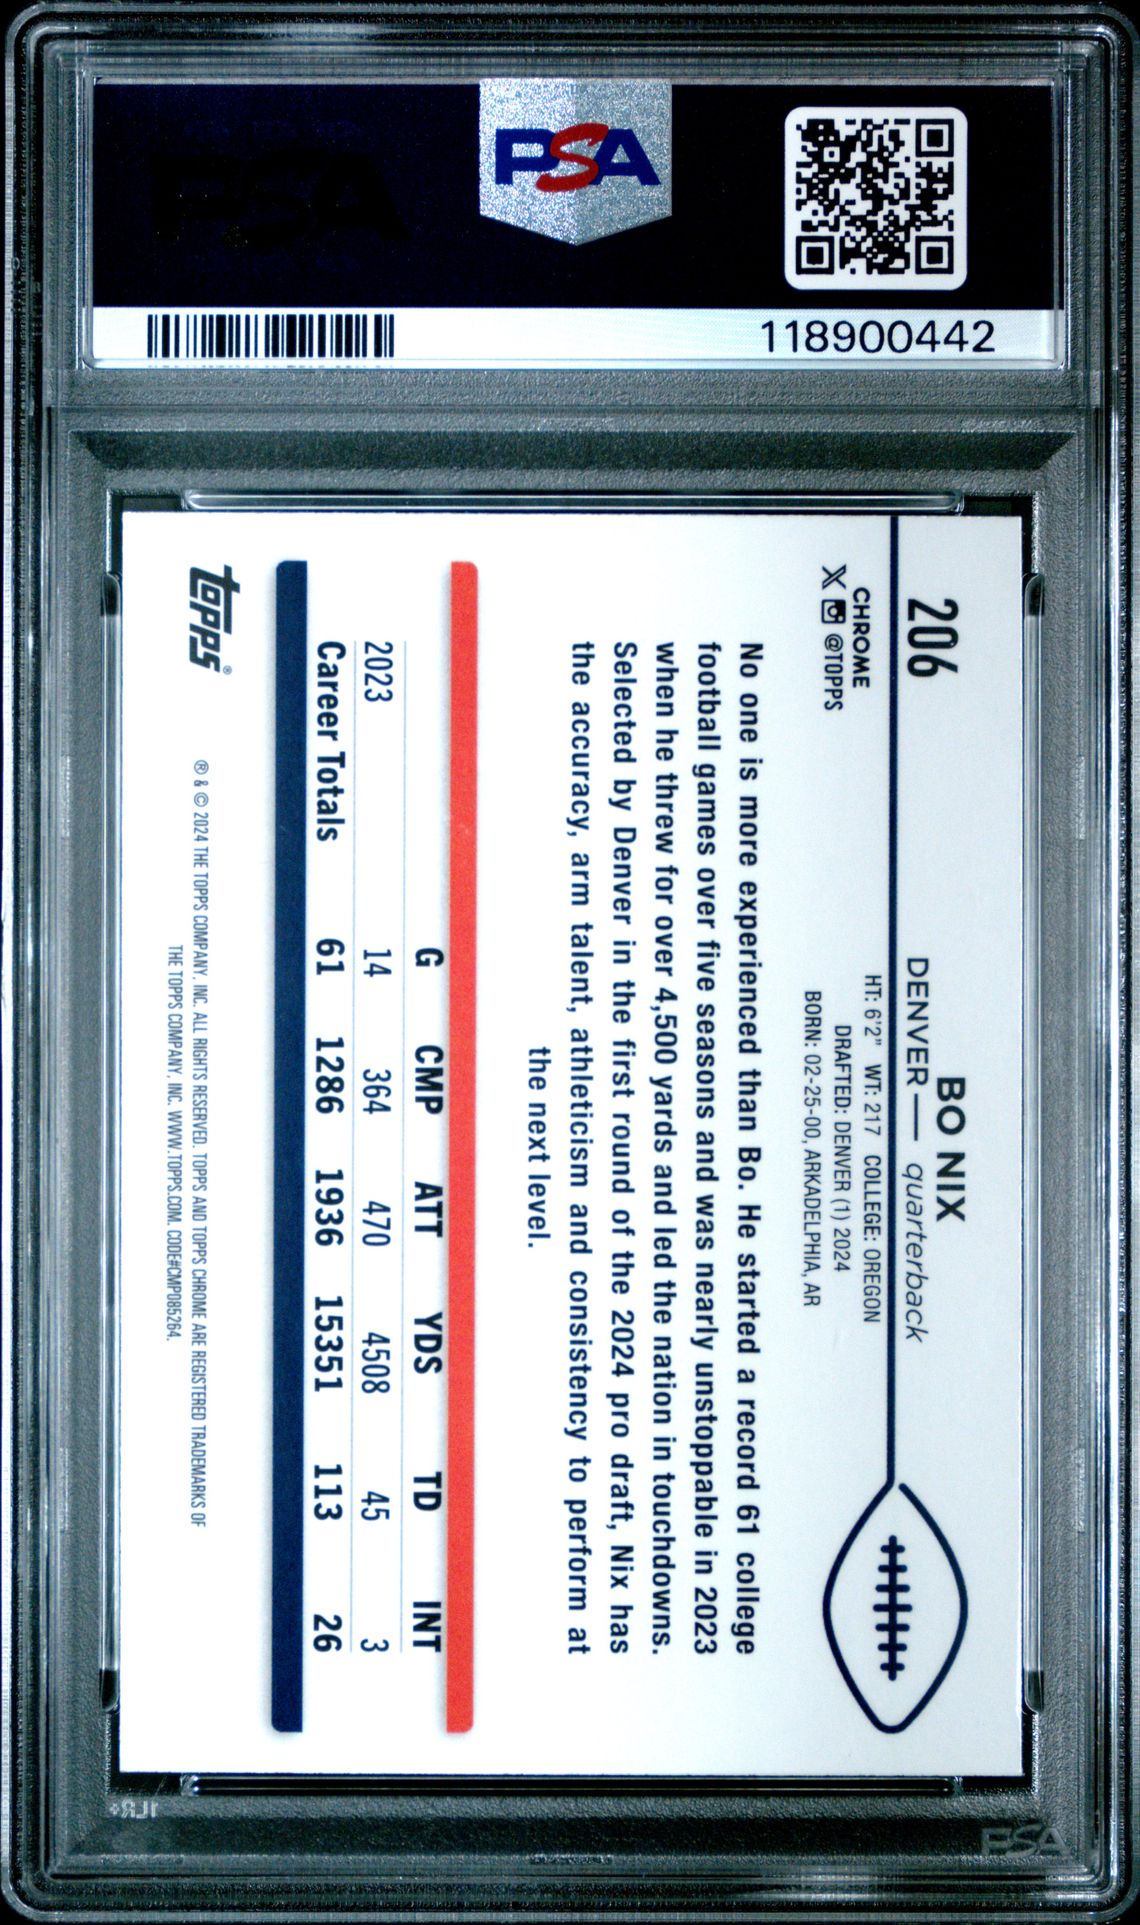 PSA
118900442
206
BO NIX
DENVER — quarterback
HT: 6'2" WT: 217 COLLEGE: OREGON
DRAFTED: DENVER (1) 2024
BORN: 02-25-00, ARKADELPHIA, AR
CHROME
X @TOPPS
No one is more experienced than Bo. He started a record 61 college
football games over five seasons and was nearly unstoppable in 2023
when he threw for over 4,500 yards and led the nation in touchdowns.
Selected by Denver in the first round of the 2024 pro draft, Nix has
the accuracy, arm talent, athleticism and consistency to perform at
the next level.
G CMP ATT YDS TD INT
2023 14 364 470 4508 45 3
Career Totals 61 1286 1936 15351 113 26
topps®
® & © 2024 THE TOPPS COMPANY, INC. ALL RIGHTS RESERVED. TOPPS AND TOPPS CHROME ARE REGISTERED TRADEMARKS OF
THE TOPPS COMPANY, INC. WWW.TOPPS.COM. CODE#CMP085264.
PSA